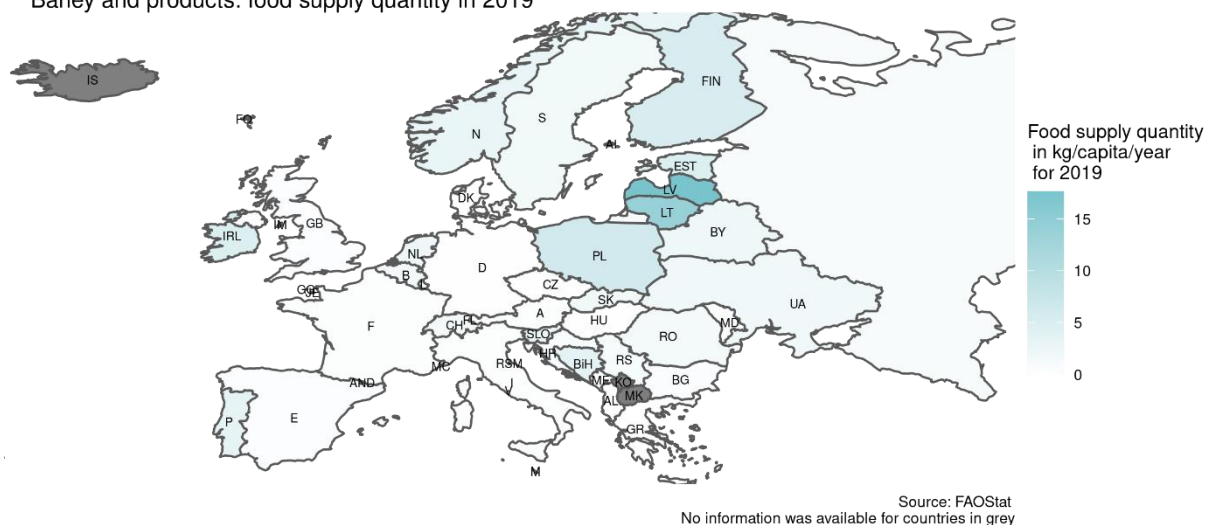 Barley and products: food supply quantity in 2019
IS
FIN
FO
N
S
AL
EST
LV
DK
LT
IM
GB
IRL
BY
NL
PL
B
D
L
CZ
GG
JE
SK
UA
A
HU
MD
F
CH
FL
SLO
RO
HR
MC
RSM
BiH
RS
I
V
AND
ME
KO
BG
MK
AL
P
E
GR
M
Food supply quantity
in kg/capita/year
for 2019
15
10
5
0
Source: FAOStat
No information was available for countries in grey